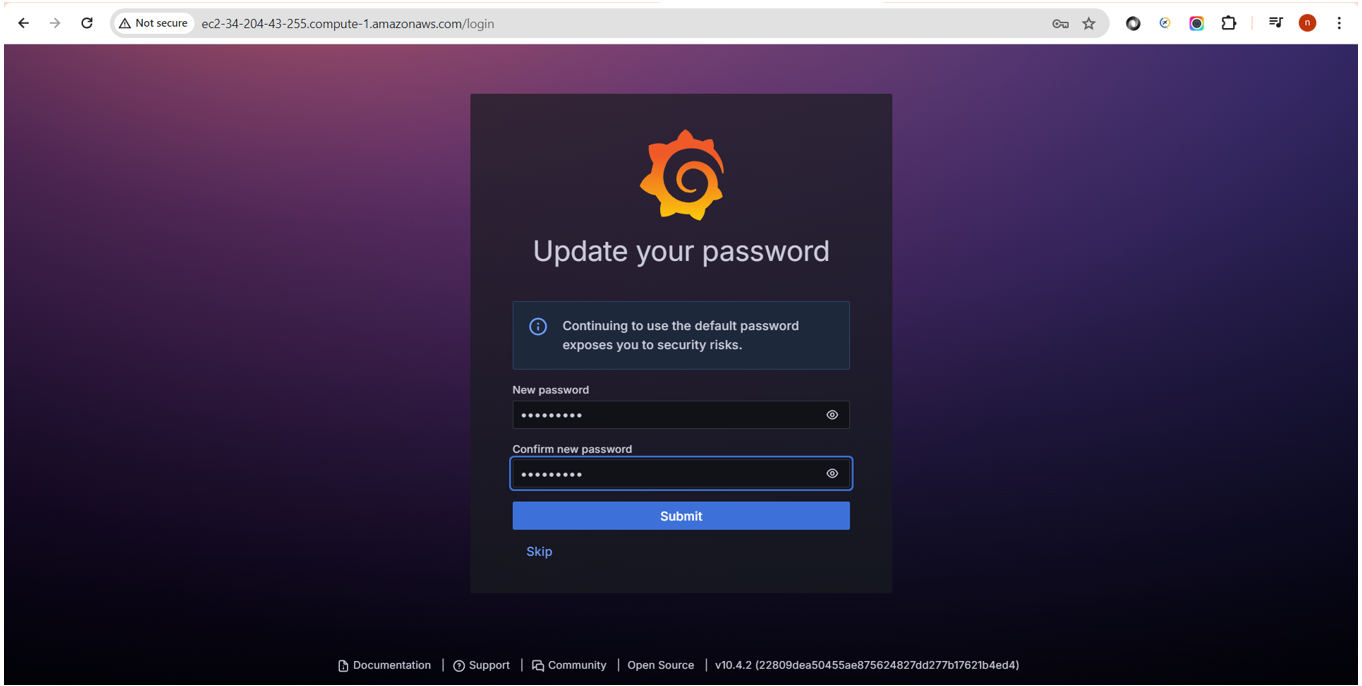 Not secure
ec2-34-204-43-255.compute-1.amazonaws.com/login
n
Update your password
Continuing to use the default password
exposes you to security risks.
New password
•••••••••
Confirm new password
•••••••••
Submit
Skip
Documentation | Support | Community | Open Source | v10.4.2 (22809dea50455ae875624827dd277b17621b4ed4)